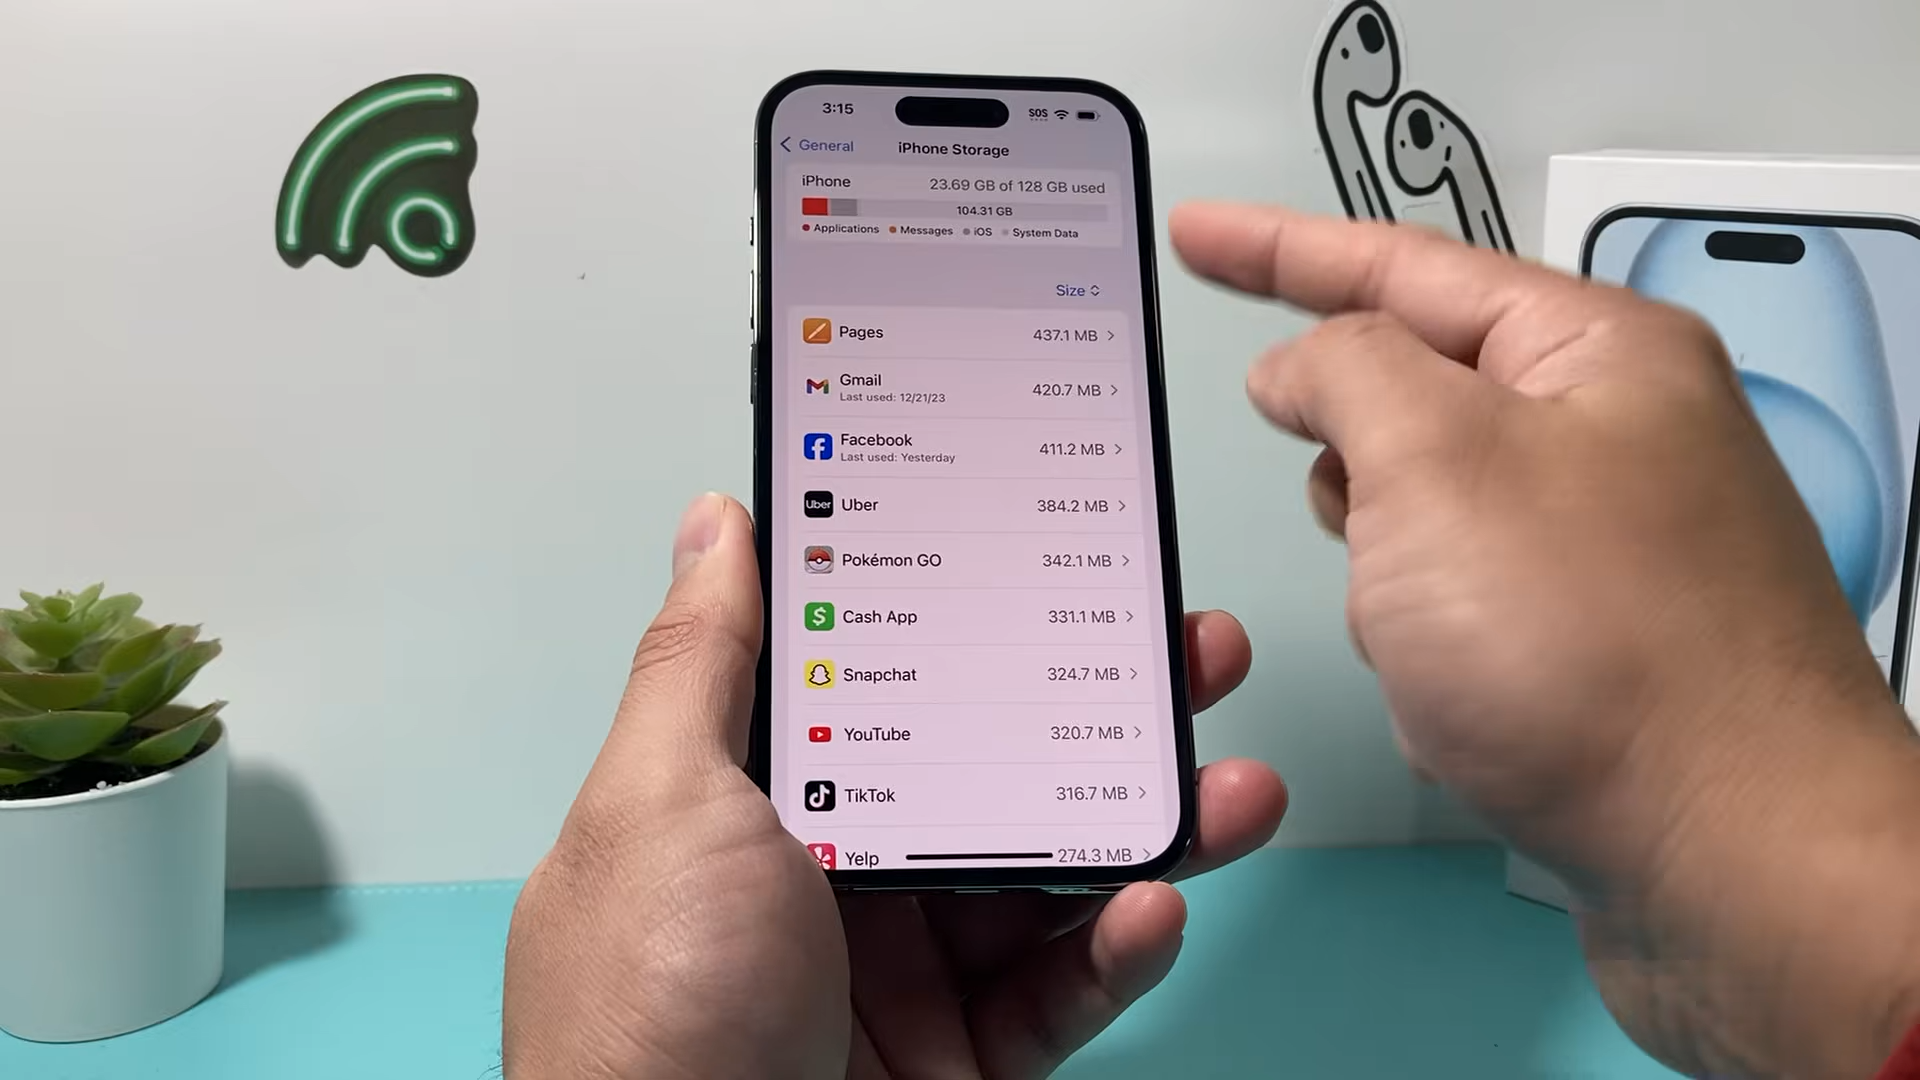 3:15
SOS
General
iPhone Storage
iPhone
23.69 GB of 128 GB used
104.31 GB
Applications Messages iOS System Data
Size
Pages 437.1 MB
Gmail
Last used: 12/21/23
420.7 MB
Facebook
Last used: Yesterday
411.2 MB
Uber
Uber 384.2 MB
Pokémon GO 342.1 MB
Cash App 331.1 MB
Snapchat 324.7 MB
YouTube 320.7 MB
TikTok 316.7 MB
Yelp 274.3 MB